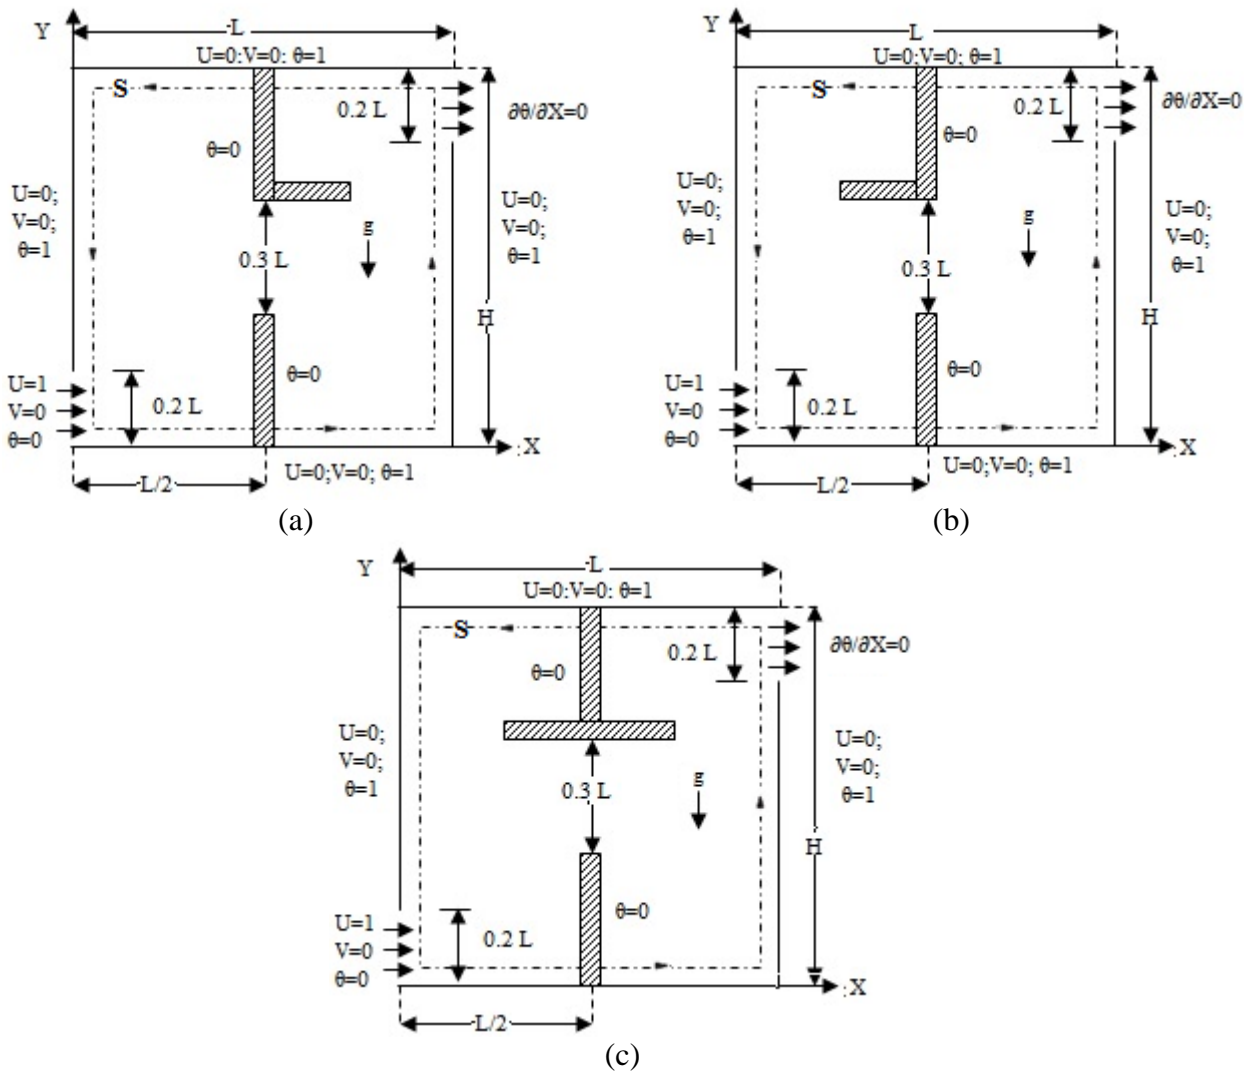 Y
L
U=0:V=0: θ=1
S
0.2 L
∂θ/∂X=0
θ=0
U=0;
V=0;
θ=1
U=0;
V=0;
θ=1
g
0.3 L
H
θ=0
U=1
V=0
θ=0
0.2 L
X
L/2
U=0;V=0; θ=1
(a)
Y
L
U=0:V=0; θ=1
S
0.2 L
∂θ/∂X=0
θ=0
U=0;
V=0;
θ=1
U=0;
V=0;
θ=1
g
0.3 L
H
θ=0
U=1
V=0
θ=0
0.2 L
X
L/2
U=0;V=0; θ=1
(b)
Y
L
U=0:V=0: θ=1
S
0.2 L
∂θ/∂X=0
θ=0
U=0;
V=0;
θ=1
U=0;
V=0;
θ=1
g
0.3 L
H
θ=0
U=1
V=0
θ=0
0.2 L
X
L/2
(c)